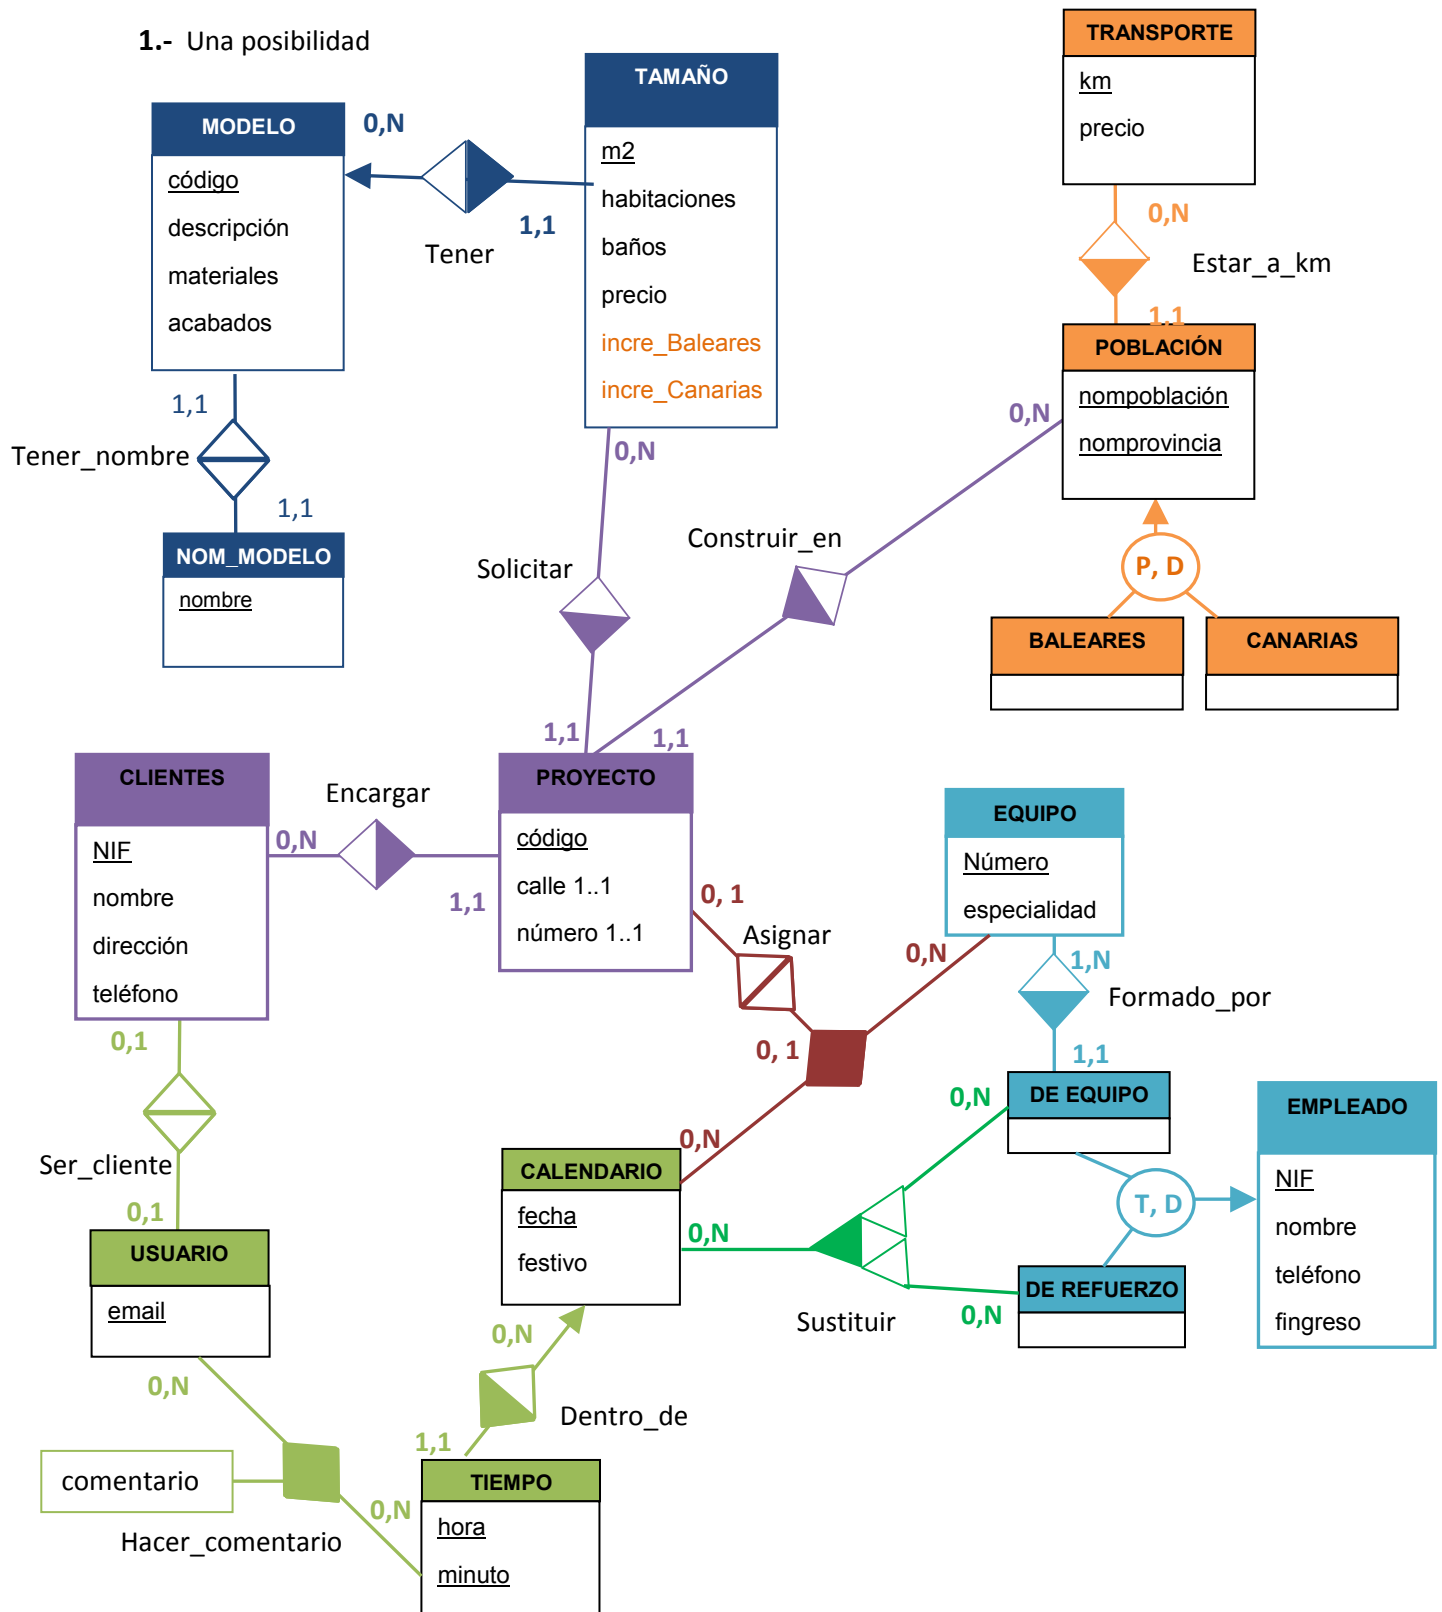 1.- Una posibilidad
TRANSPORTE
km
precio
TAMAÑO
m2
habitaciones
baños
precio
incre_Baleares
incre_Canarias
MODELO
código
descripción
materiales
acabados
0,N
1,1
Tener
0,N
Estar_a_km
1,1
POBLACIÓN
nompoblación
nomprovincia
1,1
Tener_nombre
1,1
NOM_MODELO
nombre
0,N
Solicitar
1,1
0,N
Construir_en
1,1
P, D
BALEARES
CANARIAS
CLIENTES
NIF
nombre
dirección
teléfono
Encargar
0,N
1,1
PROYECTO
código
calle 1..1
número 1..1
EQUIPO
Número
especialidad
0, 1
Asignar
0, 1
0,N
0,N
1,N
Formado_por
1,1
DE EQUIPO
EMPLEADO
NIF
nombre
teléfono
fingreso
T, D
DE REFUERZO
0,1
Ser_cliente
0,1
USUARIO
email
CALENDARIO
fecha
festivo
0,N
0,N
0,N
Sustituir
0,N
Dentro_de
1,1
TIEMPO
hora
minuto
0,N
comentario
0,N
Hacer_comentario